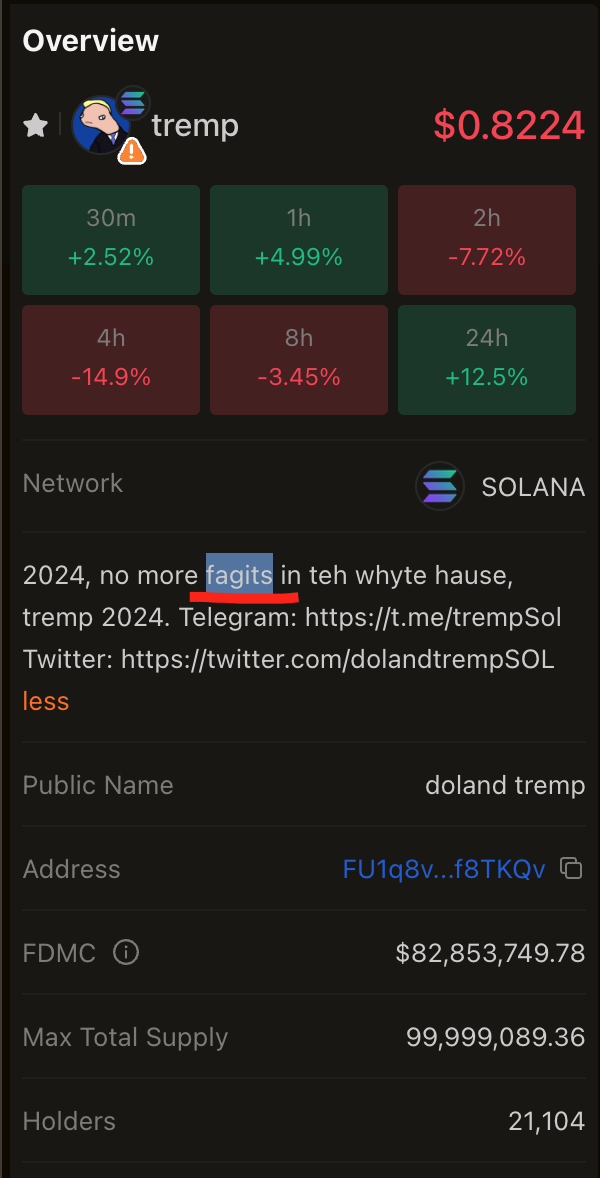 Overview
tremp
$0.8224
30m
1h
2h
+2.52%
+4.99%
-7.72%
4h
8h
24h
-14.9%
-3.45%
+12.5%
Network
SOLANA
2024, no more fagits in teh whyte hause,
tremp 2024. Telegram: https://t.me/trempSol
Twitter: https://twitter.com/dolandtrempSOL
less
Public Name
doland tremp
Address
FU1q8v...f8TKQv
FDMC
$82,853,749.78
Max Total Supply
99,999,089.36
Holders
21,104